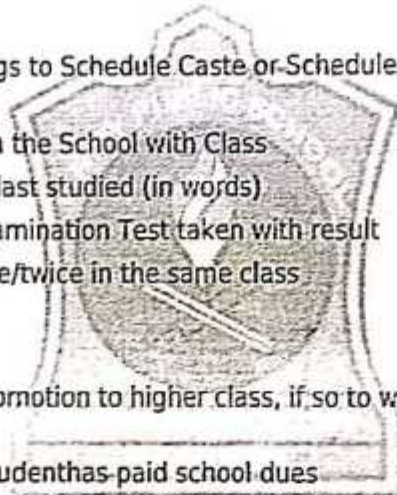 gs to Schedule Caste or Schedule
the School with Class
last studied (in words)
amination Test taken with result
e/twice in the same class
omotion to higher class, if so to w
udenthas paid school dues